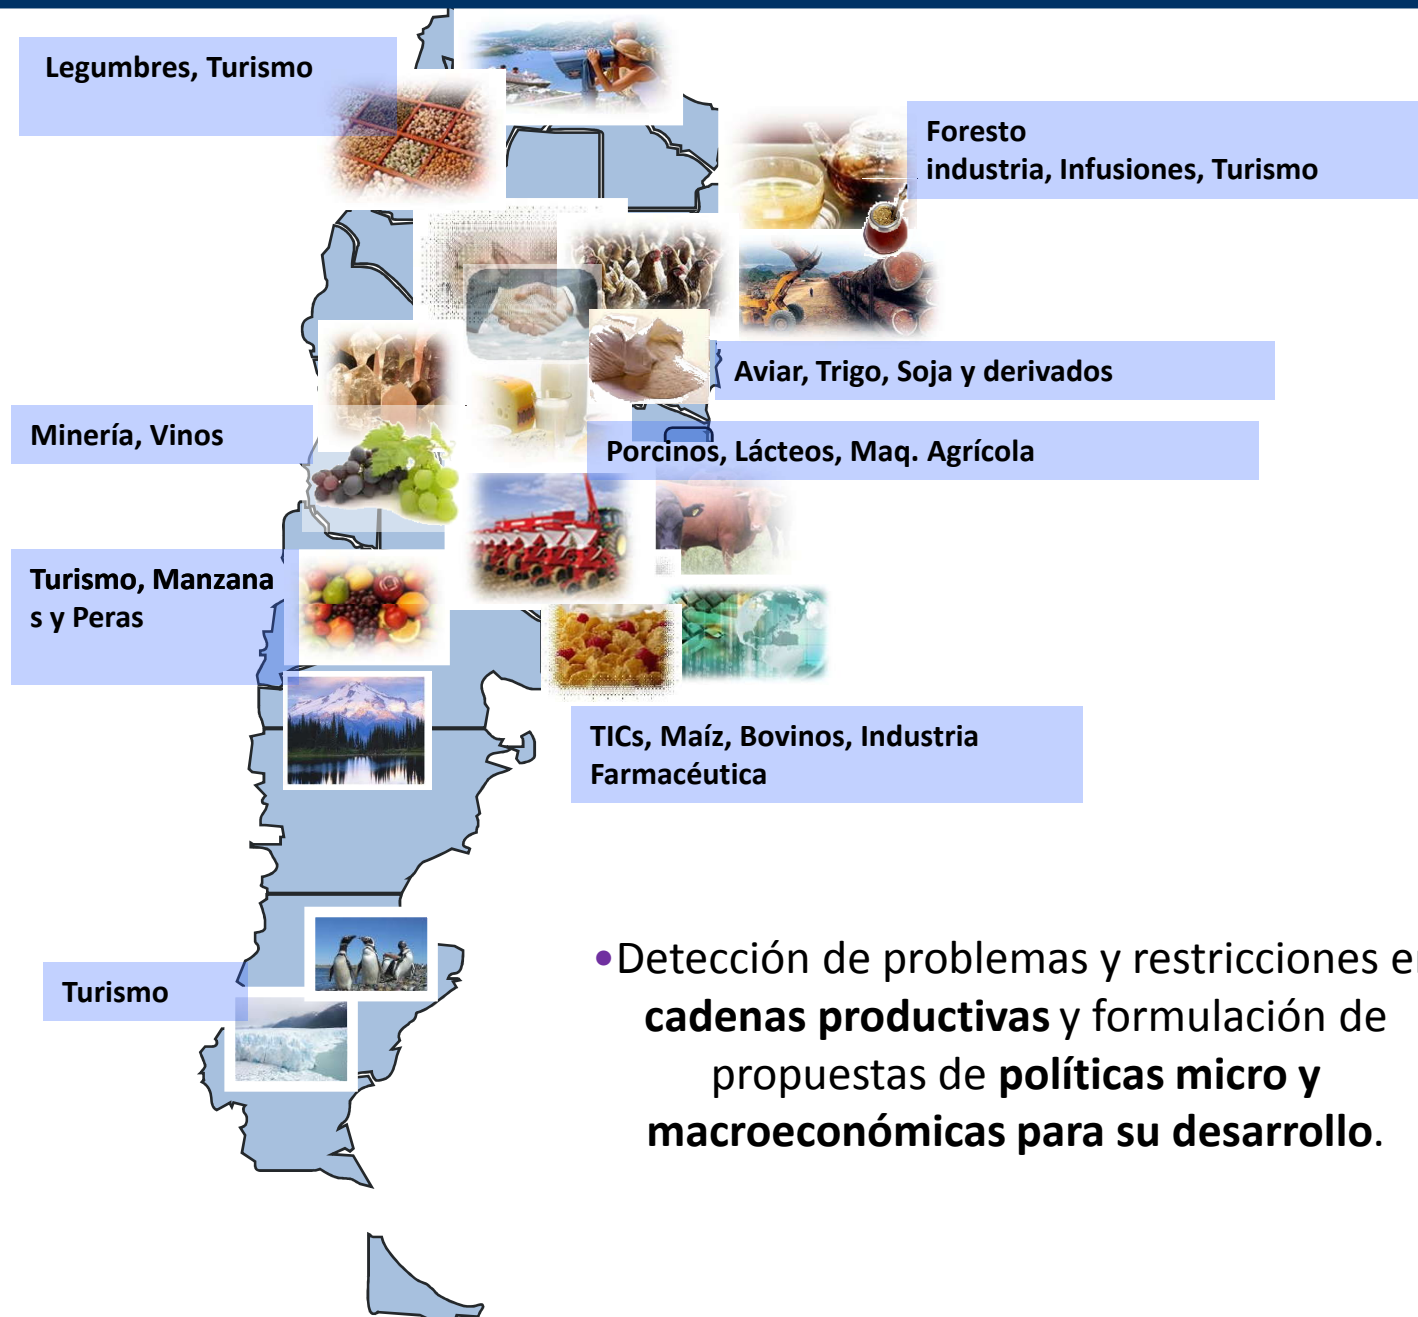 Legumbres, Turismo
Foresto
industria, Infusiones, Turismo
Aviar, Trigo, Soja y derivados
Minería, Vinos
Porcinos, Lácteos, Maq. Agrícola
Turismo, Manzana
s y Peras
TICs, Maíz, Bovinos, Industria
Farmacéutica
Turismo
•Detección de problemas y restricciones en
cadenas productivas y formulación de
propuestas de políticas micro y
macroeconómicas para su desarrollo.